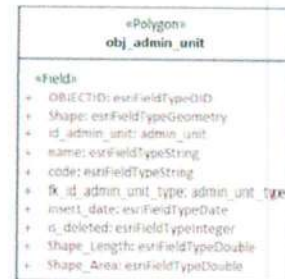 «Polygon»
obj_admin_unit
«Field»
+ OBJECTID: esriFieldTypeOID
+ Shape: esriFieldTypeGeometry
+ id_admin_unit: admin_unit
+ name: esriFieldTypeString
+ code: esriFieldTypeString
+ fk_id_admin_unit_type: admin_unit_type
+ insert_date: esriFieldTypeDate
+ is_deleted: esriFieldTypeInteger
+ Shape_Length: esriFieldTypeDouble
+ Shape_Area: esriFieldTypeDouble